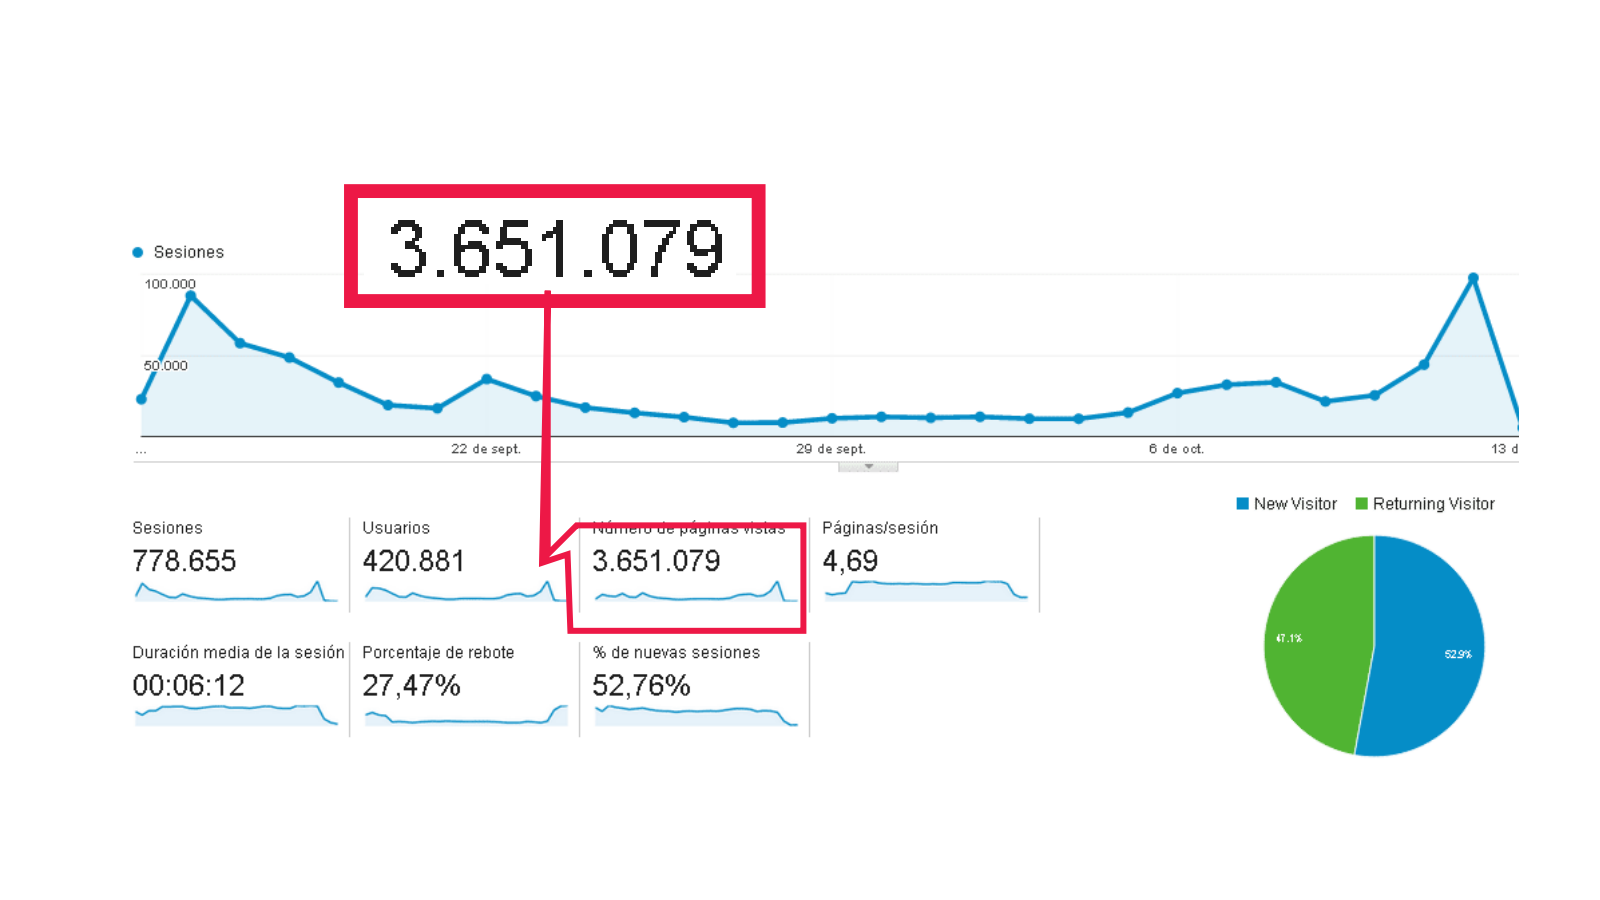 3.651.079
Sesiones
100.000
50.000
...
22 de sept.
29 de sept.
6 de oct.
13 d
New Visitor
Returning Visitor
Sesiones
778.655
Usuarios
420.881
Número de páginas vistas
3.651.079
Páginas/sesión
4,69
Duración media de la sesión
00:06:12
Porcentaje de rebote
27,47%
% de nuevas sesiones
52,76%
47.1%
52.9%